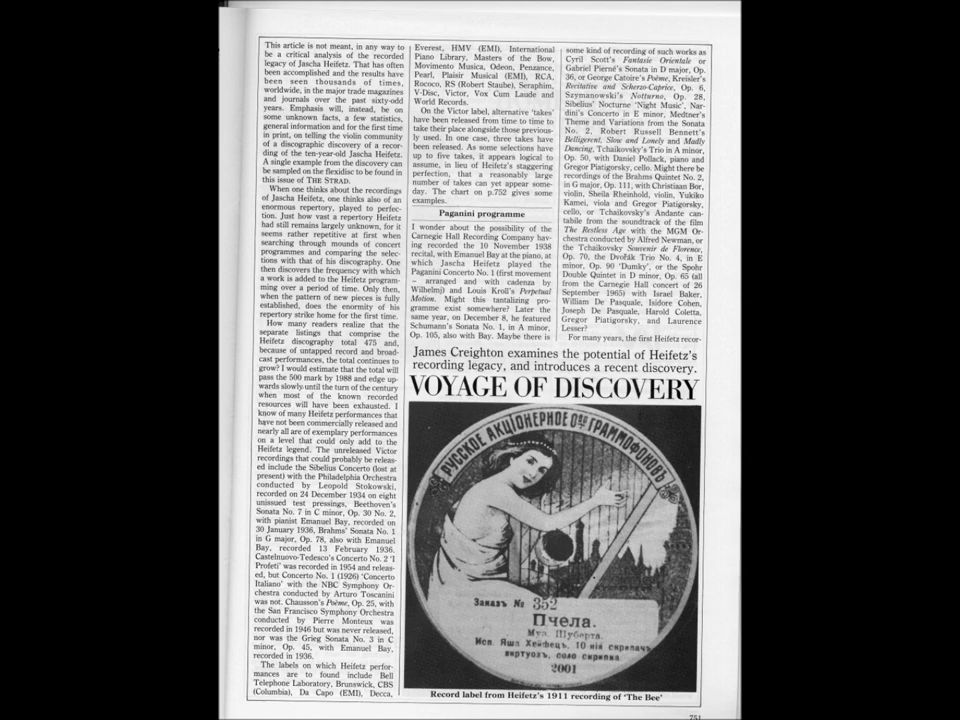 This article is not meant, in any way to
be a critical analysis of the recorded
legacy of Jascha Heifetz. That has often
been accomplished and the results have
been seen thousands of times,
worldwide, in the major trade magazines
and journals over the past sixty-odd
years. Emphasis will, instead, be on
some unknown facts, a few statistics,
general information and for the first time
in print, on telling the violin community
of a discographic discovery of a recor-
ding of the ten-year-old Jascha Heifetz.
A single example from the discovery can
be sampled on the flexidisc to be found in
this issue of THE STRAD.
When one thinks about the recordings
of Jascha Heifetz, one thinks also of an
enormous repertory, played to perfec-
tion. Just how vast a repertory Heifetz
had still remains largely unknown, for it
seems rather repetitive at first when
searching through mounds of concert
programmes and comparing the selec-
tions with that of his discography. One
then discovers the frequency with which
a work is added to the Heifetz program-
ming over a period of time. Only then,
when the pattern of new pieces is fully
established, does the enormity of his
repertory strike home for the first time.
How many readers realize that the
separate listings that comprise the
Heifetz discography total 475 and,
because of untapped record and broad-
cast performances, the total continues to
grow? I would estimate that the total will
pass the 500 mark by 1988 and edge up-
wards slowly until the turn of the century
when most of the known recorded
resources will have been exhausted. I
know of many Heifetz performances that
have not been commercially released and
nearly all are of exemplary performances
on a level that could only add to the
Heifetz legend. The unreleased Victor
recordings that could probably be releas-
ed include the Sibelius Concerto (lost at
present) with the Philadelphia Orchestra
conducted by Leopold Stokowski,
recorded on 24 December 1934 on eight
unissued test pressings, Beethoven's
Sonata No. 7 in C minor, Op. 30 No. 2,
with pianist Emanuel Bay, recorded on
30 January 1936, Brahms' Sonata No. 1
in G major, Op. 78, also with Emanuel
Bay, recorded 13 February 1936.
Castelnuovo-Tedesco's Concerto No. 2 'I
Profeti' was recorded in 1954 and releas-
ed, but Concerto No. 1 (1926) 'Concerto
Italiano' with the NBC Symphony Or-
chestra conducted by Arturo Toscanini
was not. Chausson's Poème, Op. 25, with
the San Francisco Symphony Orchestra
conducted by Pierre Monteux was
recorded in 1946 but was never released,
nor was the Grieg Sonata No. 3 in C
minor, Op. 45, with Emanuel Bay,
recorded in 1936.
The labels on which Heifetz perfor-
mances are to found include Bell
Telephone Laboratory, Brunswick, CBS
(Columbia), Da Capo (EMI), Decca,
Everest, HMV (EMI), International
Piano Library, Masters of the Bow,
Movimento Musica, Odeon, Penzance,
Pearl, Plaisir Musical (EMI), RCA,
Rococo, RS (Robert Staube), Seraphim,
V-Disc, Victor, Vox Cum Laude and
World Records.
On the Victor label, alternative 'takes'
have been released from time to time to
take their place alongside those previous-
ly used. In one case, three takes have
been released. As some selections have
up to five takes, it appears logical to
assume, in lieu of Heifetz's staggering
perfection, that a reasonably large
number of takes can yet appear some-
day. The chart on p.752 gives some
examples.
Paganini programme
I wonder about the possibility of the
Carnegie Hall Recording Company hav-
ing recorded the 10 November 1938
recital, with Emanuel Bay at the piano, at
which Jascha Heifetz played the
Paganini Concerto No. 1 (first movement
– arranged and with cadenza by
Wilhelmj) and Louis Kroll's Perpetual
Motion. Might this tantalizing pro-
gramme exist somewhere? Later the
same year, on December 8, he featured
Schumann's Sonata No. 1, in A minor,
Op. 105, also with Bay. Maybe there is
some kind of recording of such works as
Cyril Scott's Fantasie Orientale or
Gabriel Pierné's Sonata in D major, Op.
36, or George Catoire's Poème, Kreisler's
Recitative and Scherzo-Caprice, Op. 6,
Szymanowski's Notturno, Op. 28,
Sibelius' Nocturne 'Night Music', Nar-
dini's Concerto in E minor, Medtner's
Theme and Variations from the Sonata
No. 2, Robert Russell Bennett's
Belligerent, Slow and Lonely and Madly
Dancing, Tchaikovsky's Trio in A minor,
Op. 50, with Daniel Pollack, piano and
Gregor Piatigorsky, cello. Might there be
recordings of the Brahms Quintet No. 2,
in G major, Op. 111, with Christiaan Bor,
violin, Sheila Rheinhold, violin, Yukiko
Kamei, viola and Gregor Piatigorsky,
cello, or Tchaikovsky's Andante can-
tabile from the soundtrack of the film
The Restless Age with the MGM Or-
chestra conducted by Alfred Newman, or
the Tchaikovsky Souvenir de Florence,
Op. 70, the Dvořák Trio No. 4, in E
minor, Op. 90 'Dumky', or the Spohr
Double Quintet in D minor, Op. 65 (all
from the Carnegie Hall concert of 26
September 1965) with Israel Baker,
William De Pasquale, Isidore Cohen,
Joseph De Pasquale, Harold Coletta,
Gregor Piatigorsky, and Laurence
Lesser?
For many years, the first Heifetz recor-
James Creighton examines the potential of Heifetz's
recording legacy, and introduces a recent discovery.
VOYAGE OF DISCOVERY
РУССКОЕ АКЦIОНЕРНОЕ О-во ГРАММОФОНОВЪ
Заказъ № 352
Пчела.
Муз. Шуберта.
Исп. Яша Хейфецъ, 10 лѣтнiй скрипачъ
виртуозъ, соло скрипка
2001
Record label from Heifetz's 1911 recording of 'The Bee'
751